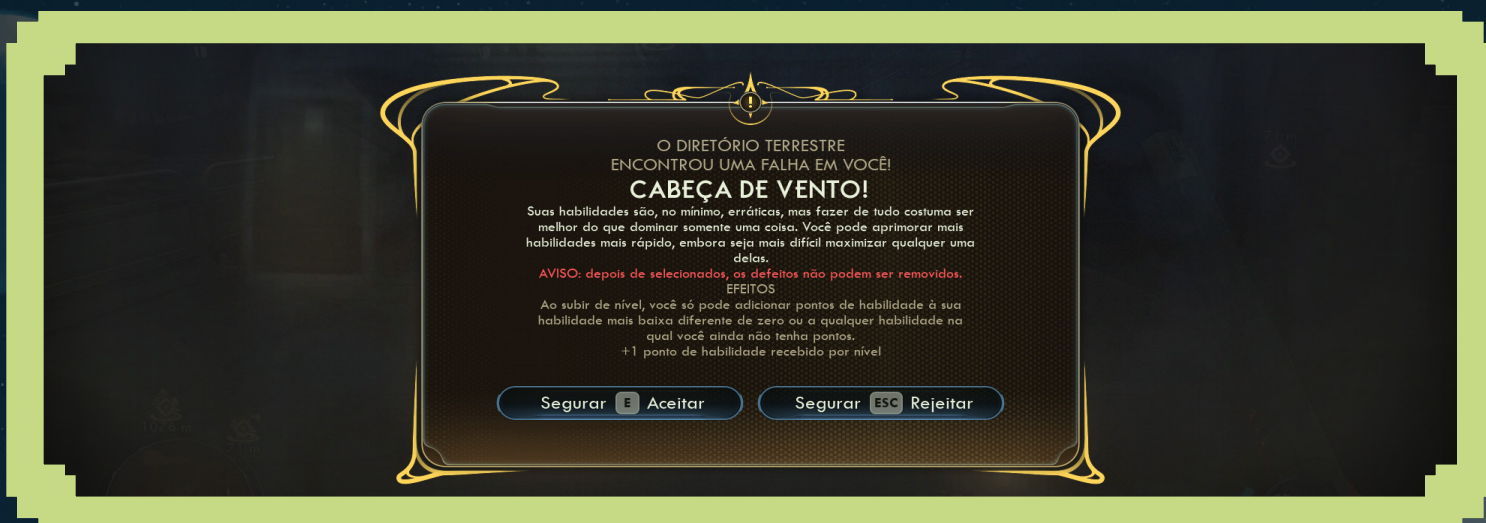 O DIRETÓRIO TERRESTRE
ENCONTROU UMA FALHA EM VOCÊ!
CABEÇA DE VENTO!
Suas habilidades são, no mínimo, erráticas, mas fazer de tudo costuma ser
melhor do que dominar somente uma coisa. Você pode aprimorar mais
habilidades mais rápido, embora seja mais difícil maximizar qualquer uma
delas.
AVISO: depois de selecionados, os defeitos não podem ser removidos.
EFEITOS
Ao subir de nível, você só pode adicionar pontos de habilidade à sua
habilidade mais baixa diferente de zero ou a qualquer habilidade na
qual você ainda não tenha pontos.
+1 ponto de habilidade recebido por nível
Segurar E Aceitar
Segurar ESC Rejeitar